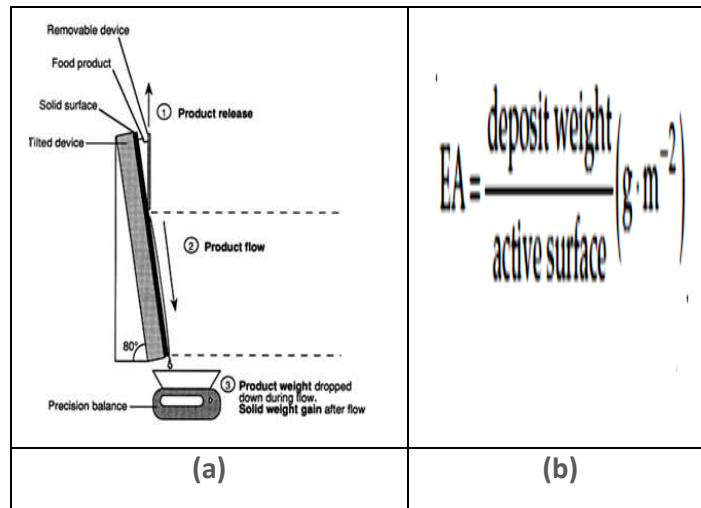 Removable device
Food product
Solid surface
Tilted device
1 Product release
2 Product flow
80°
3 Product weight dropped
down during flow.
Solid weight gain after flow
Precision balance
(a)
EA = deposit weight / active surface (g · m⁻²)
(b)